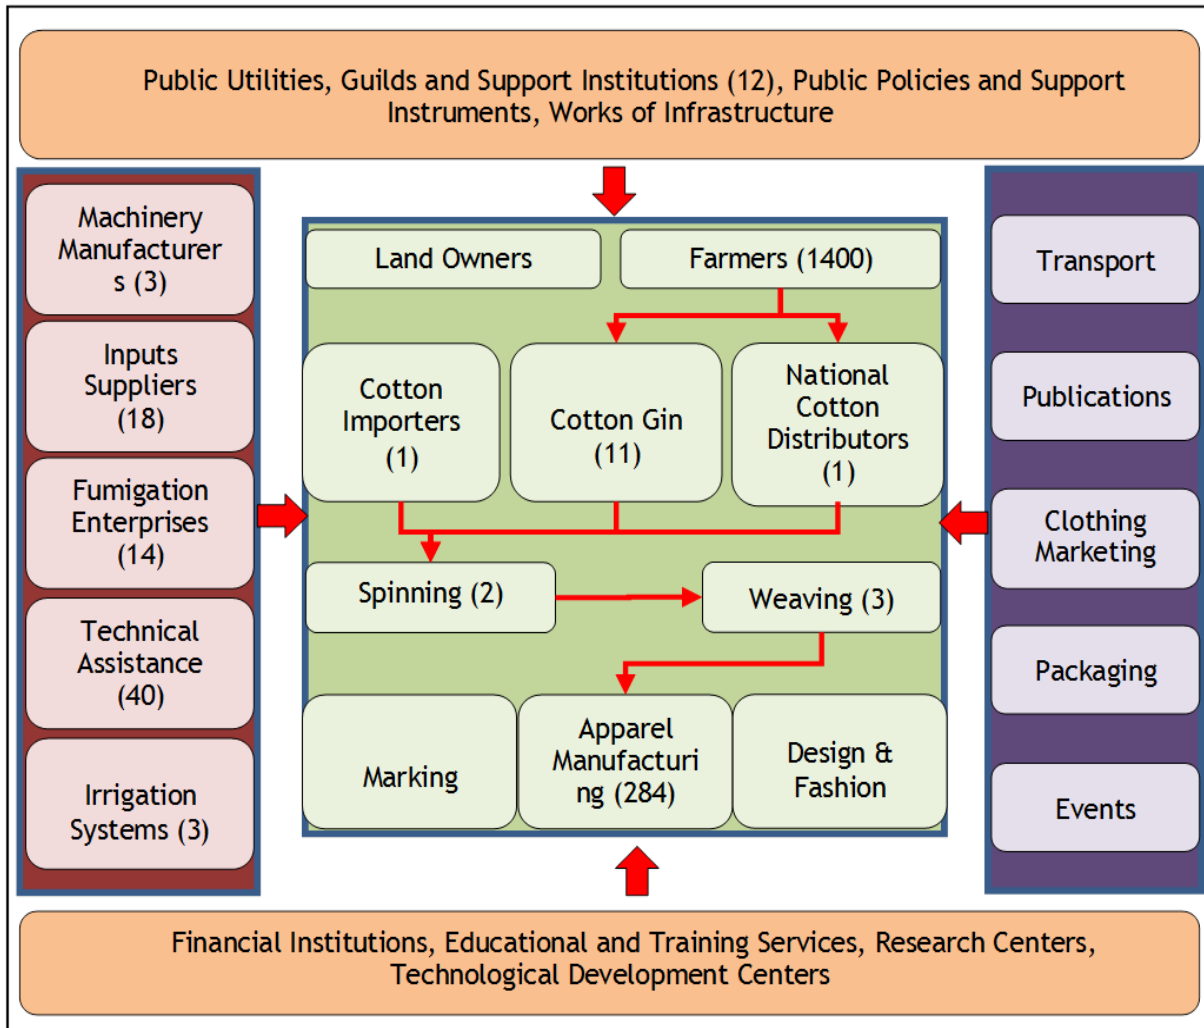 Public Utilities, Guilds and Support Institutions (12), Public Policies and Support
Instruments, Works of Infrastructure
Machinery
Manufacturer
s (3)
Inputs
Suppliers
(18)
Fumigation
Enterprises
(14)
Technical
Assistance
(40)
Irrigation
Systems (3)
Land Owners
Farmers (1400)
Cotton
Importers
(1)
Cotton Gin
(11)
National
Cotton
Distributors
(1)
Spinning (2)
Weaving (3)
Marking
Apparel
Manufacturi
ng (284)
Design &
Fashion
Transport
Publications
Clothing
Marketing
Packaging
Events
Financial Institutions, Educational and Training Services, Research Centers,
Technological Development Centers